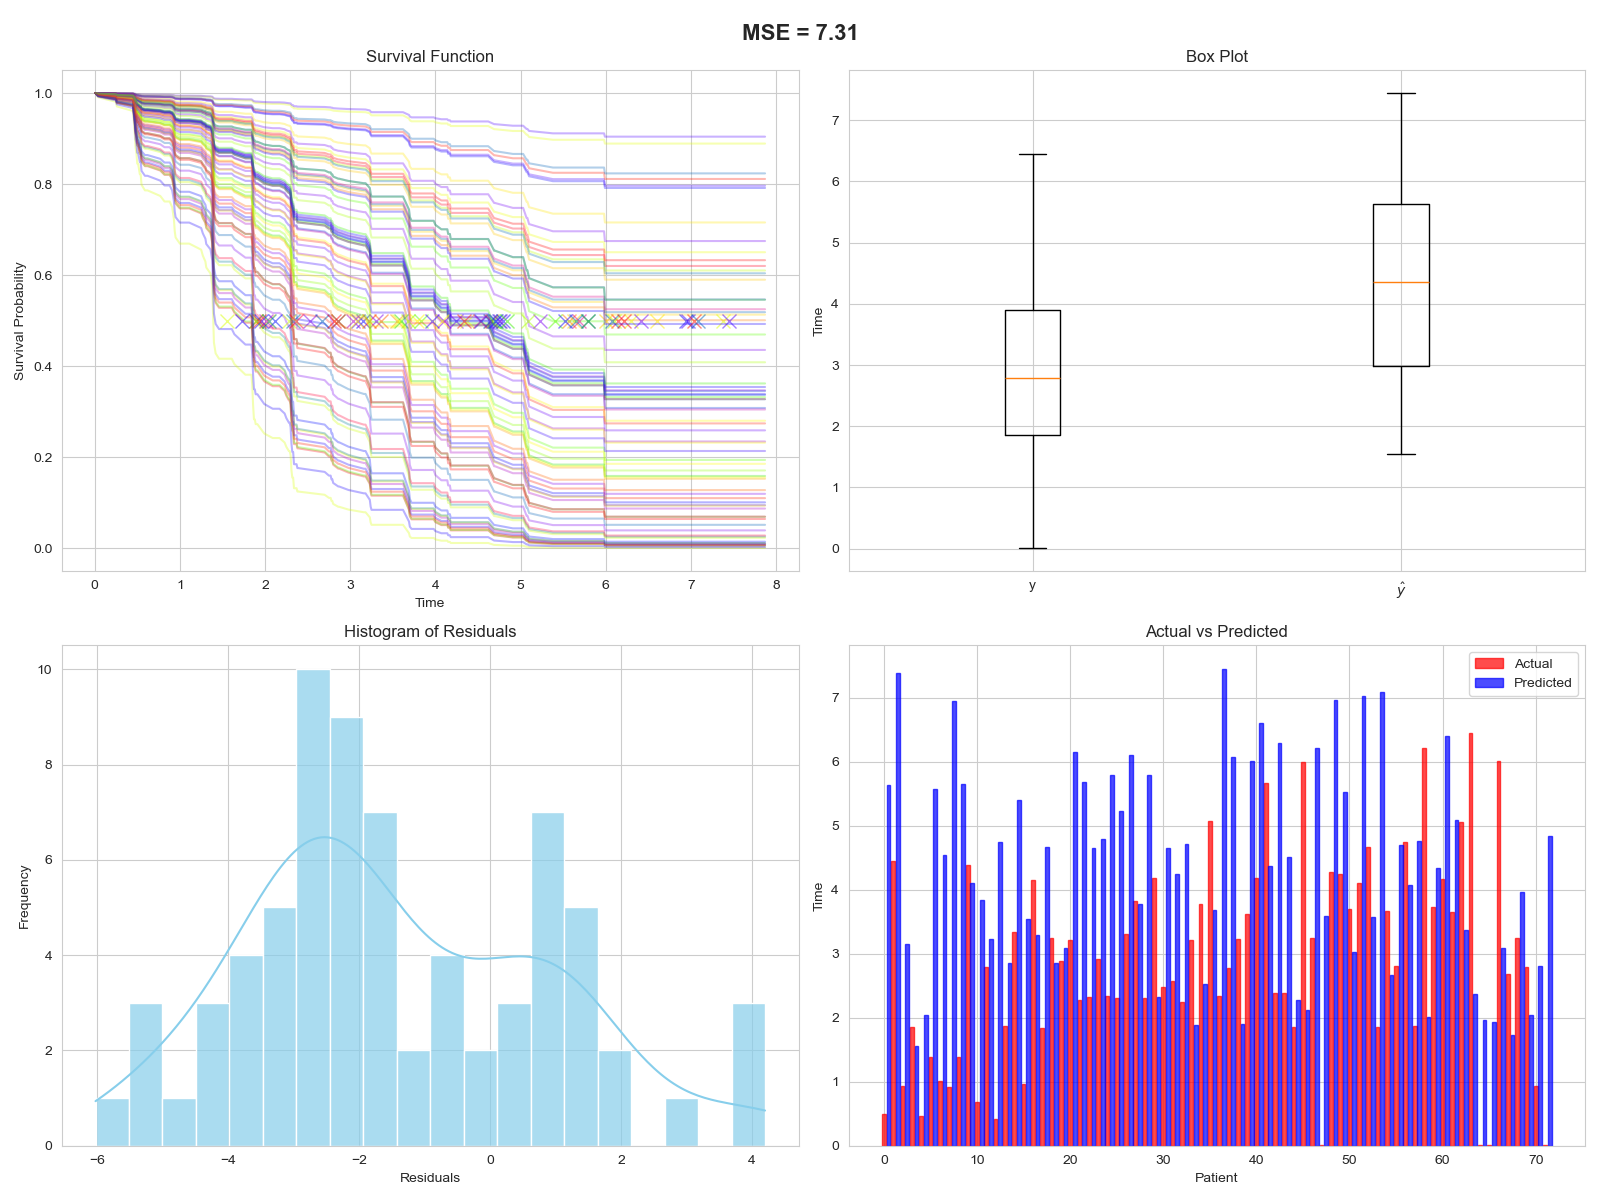 MSE = 7.31
Survival Function
Survival Probability
1.0
0.8
0.6
0.4
0.2
0.0
0 1 2 3 4 5 6 7 8
Time
Box Plot
Time
7
6
5
4
3
2
1
0
y ŷ
Histogram of Residuals
Frequency
10
8
6
4
2
0
−6 −4 −2 0 2 4
Residuals
Actual vs Predicted
Actual
Predicted
Time
7
6
5
4
3
2
1
0
0 10 20 30 40 50 60 70
Patient